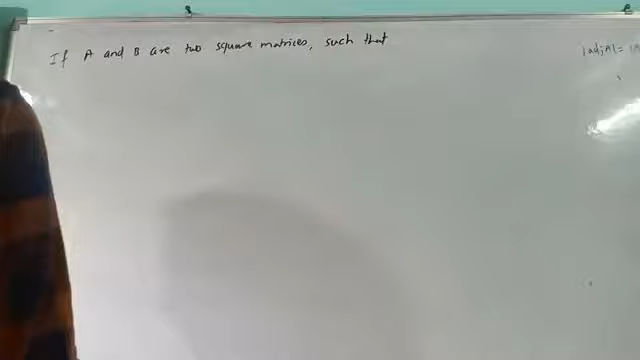 If A and B are two square matrices, such that
|adjA| = |A